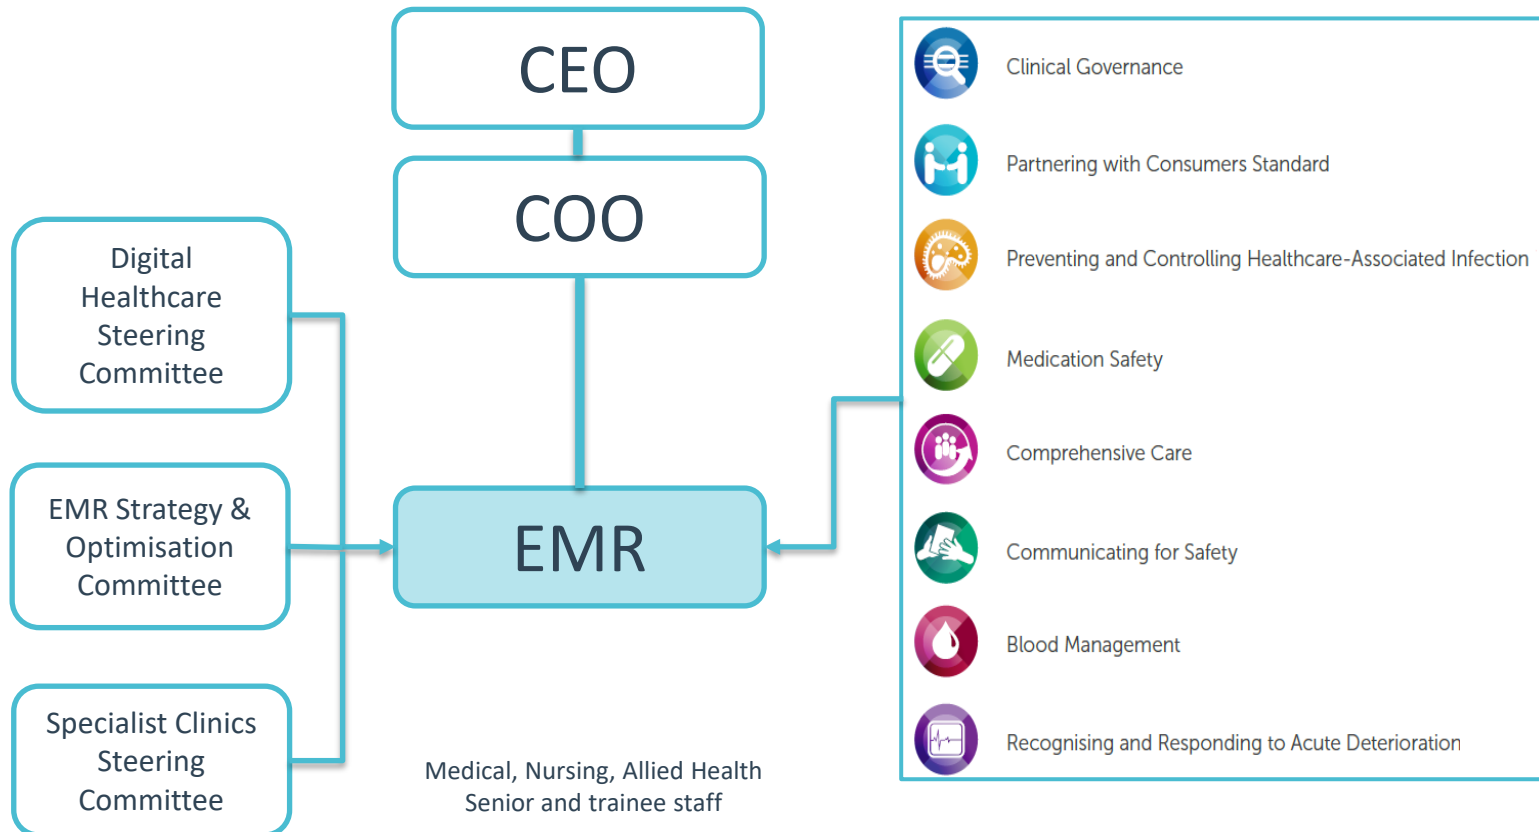 CEO
COO
Digital
Healthcare
Steering
Committee
EMR Strategy &
Optimisation
Committee
Specialist Clinics
Steering
Committee
EMR
Medical, Nursing, Allied Health
Senior and trainee staff
Clinical Governance
Partnering with Consumers Standard
Preventing and Controlling Healthcare-Associated Infection
Medication Safety
Comprehensive Care
Communicating for Safety
Blood Management
Recognising and Responding to Acute Deterioration